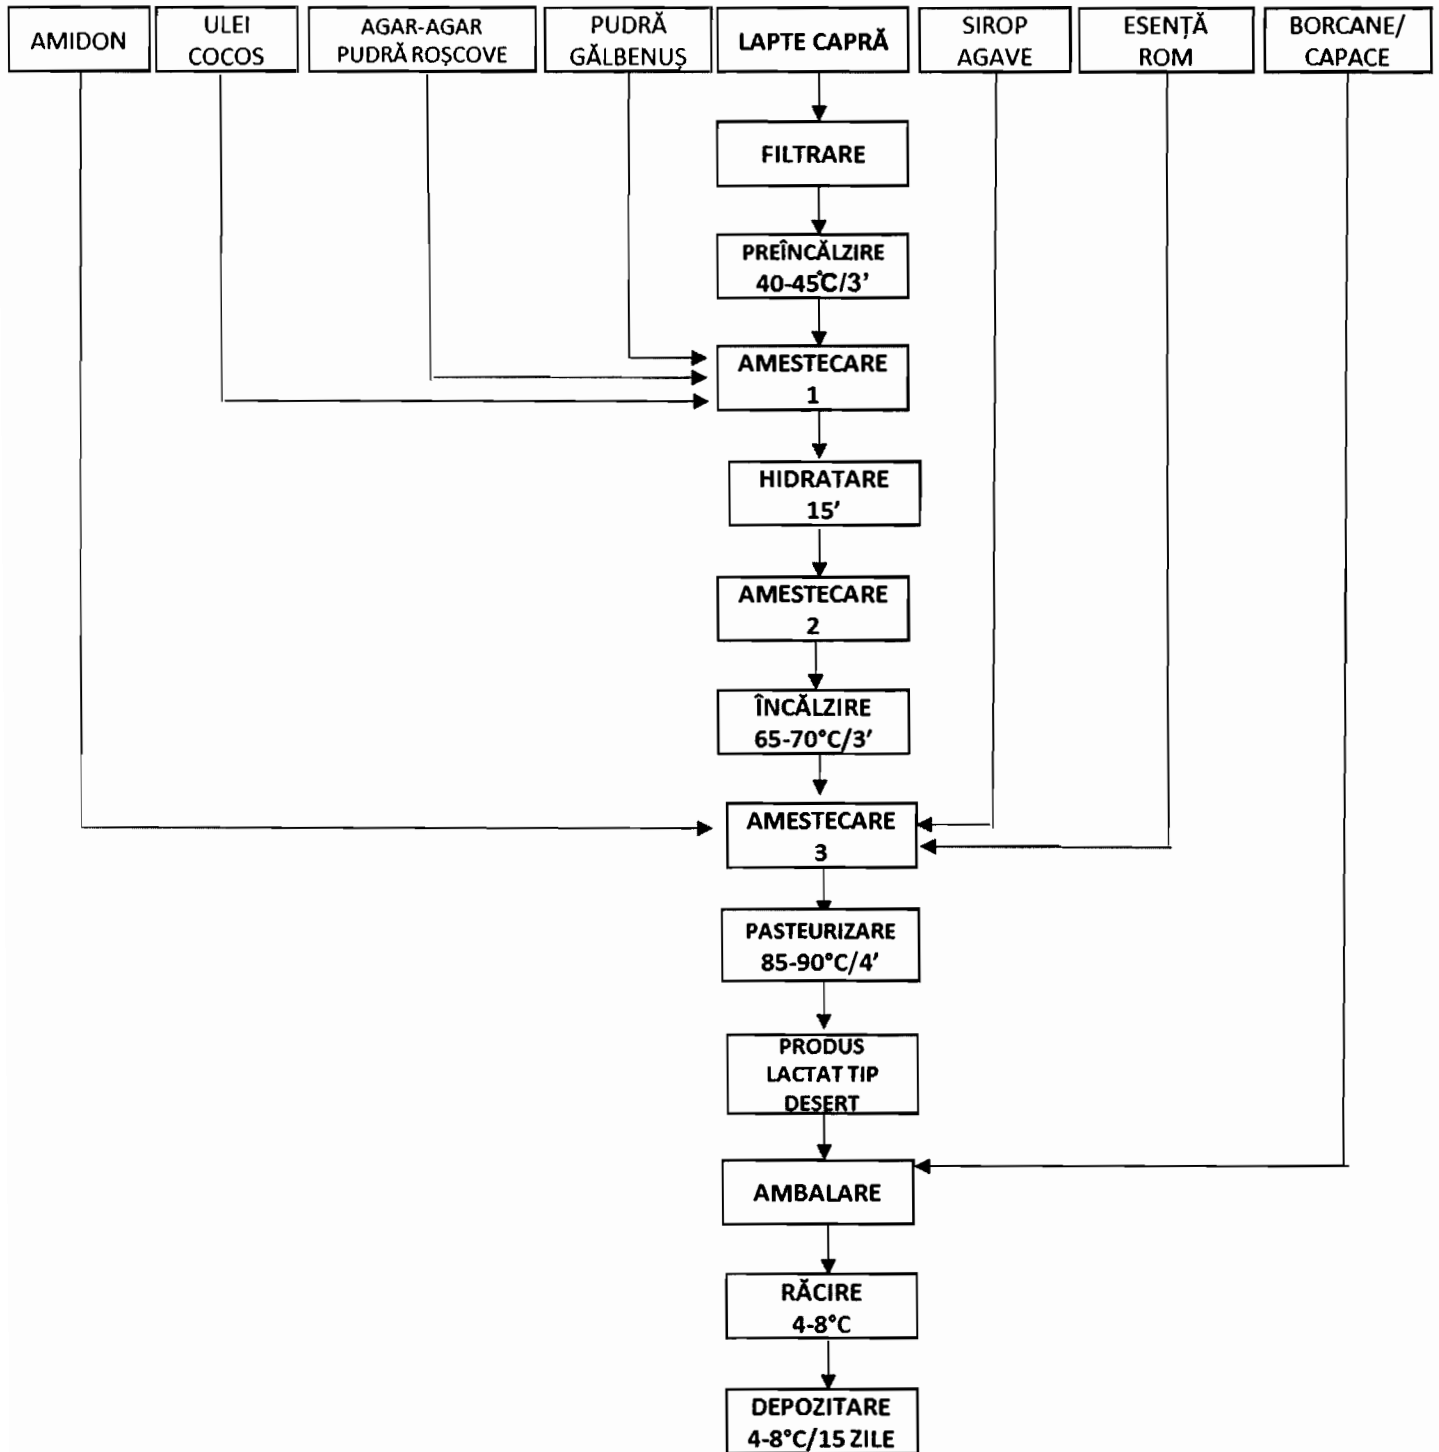 AMIDON
ULEI
COCOS
AGAR-AGAR
PUDRĂ ROȘCOVE
PUDRĂ
GĂLBENUȘ
LAPTE CAPRĂ
SIROP
AGAVE
ESENȚĂ
ROM
BORCANE/
CAPACE
FILTRARE
PREÎNCĂLZIRE
40-45°C/3’
AMESTECARE
1
HIDRATARE
15’
AMESTECARE
2
ÎNCĂLZIRE
65-70°C/3’
AMESTECARE
3
PASTEURIZARE
85-90°C/4’
PRODUS
LACTAT TIP
DESERT
AMBALARE
RĂCIRE
4-8°C
DEPOZITARE
4-8°C/15 ZILE